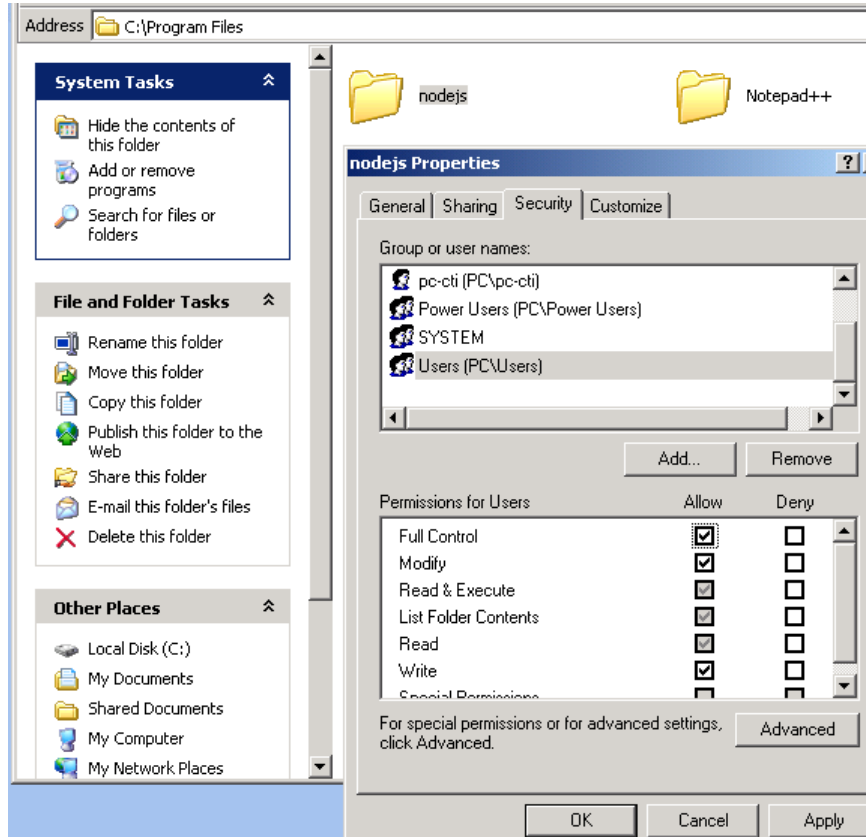 Address C:\Program Files
System Tasks
Hide the contents of
this folder
Add or remove
programs
Search for files or
folders
File and Folder Tasks
Rename this folder
Move this folder
Copy this folder
Publish this folder to the
Web
Share this folder
E-mail this folder's files
Delete this folder
Other Places
Local Disk (C:)
My Documents
Shared Documents
My Computer
My Network Places
nodejs
Notepad++
nodejs Properties
?
General Sharing Security Customize
Group or user names:
pc-cti (PC\pc-cti)
Power Users (PC\Power Users)
SYSTEM
Users (PC\Users)
Add... Remove
Permissions for Users Allow Deny
Full Control
Modify
Read & Execute
List Folder Contents
Read
Write
Special Permissions
For special permissions or for advanced settings,
click Advanced.
Advanced
OK Cancel Apply